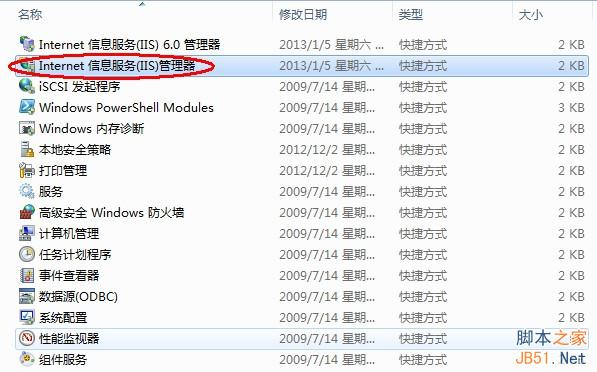 名称 修改日期 类型 大小
Internet 信息服务(IIS) 6.0 管理器 2013/1/5 星期六 ... 快捷方式 2 KB
Internet 信息服务(IIS)管理器 2013/1/5 星期六 ... 快捷方式 2 KB
iSCSI 发起程序 2009/7/14 星期... 快捷方式 2 KB
Windows PowerShell Modules 2009/7/14 星期... 快捷方式 3 KB
Windows 内存诊断 2009/7/14 星期... 快捷方式 2 KB
本地安全策略 2012/12/2 星期... 快捷方式 2 KB
打印管理 2009/7/14 星期... 快捷方式 2 KB
服务 2009/7/14 星期... 快捷方式 2 KB
高级安全 Windows 防火墙 2009/7/14 星期... 快捷方式 2 KB
计算机管理 2009/7/14 星期... 快捷方式 2 KB
任务计划程序 2009/7/14 星期... 快捷方式 2 KB
事件查看器 2009/7/14 星期... 快捷方式 2 KB
数据源(ODBC) 2009/7/14 星期... 快捷方式 2 KB
系统配置 2009/7/14 星期... 快捷方式 2 KB
性能监视器 2009/7/14 星期... 快捷方式
组件服务 2009/7/14 星期... 快捷方式
脚本之家
JB51.Net